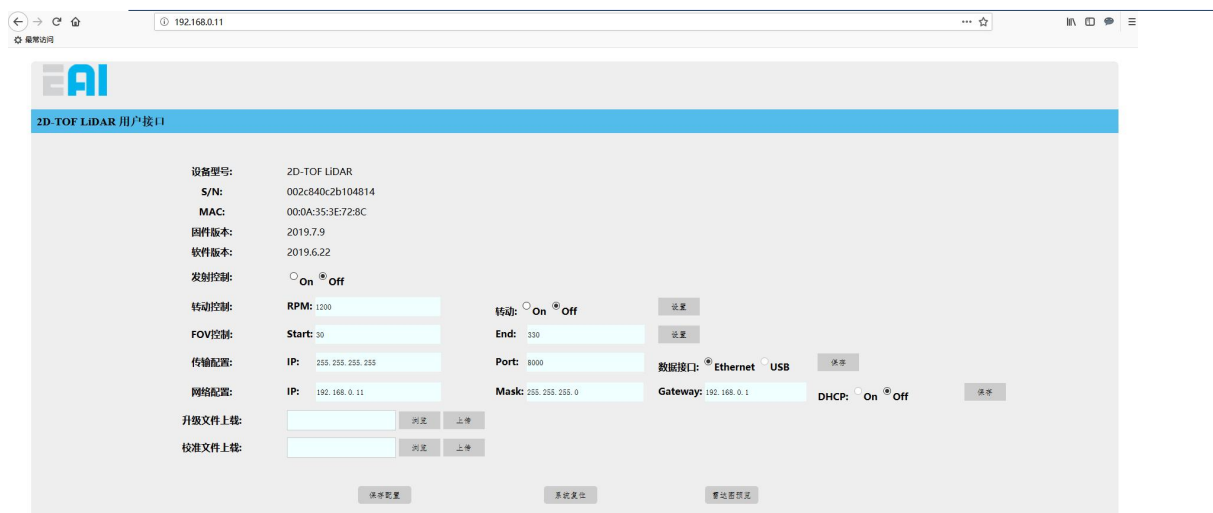 192.168.0.11
最常访问
EAI
2D-TOF LiDAR 用户接口
设备型号: 2D-TOF LiDAR
S/N: 002c840c2b104814
MAC: 00:0A:35:3E:72:8C
固件版本: 2019.7.9
软件版本: 2019.6.22
发射控制: On Off
转动控制: RPM: 1200 转动: On Off 设置
FOV控制: Start: 30 End: 330 设置
传输配置: IP: 255.255.255.255 Port: 8000 数据接口: Ethernet USB 保存
网络配置: IP: 192.168.0.11 Mask: 255.255.255.0 Gateway: 192.168.0.1 DHCP: On Off 保存
升级文件上载: 浏览 上传
校准文件上载: 浏览 上传
保存配置 系统复位 雷达图预览